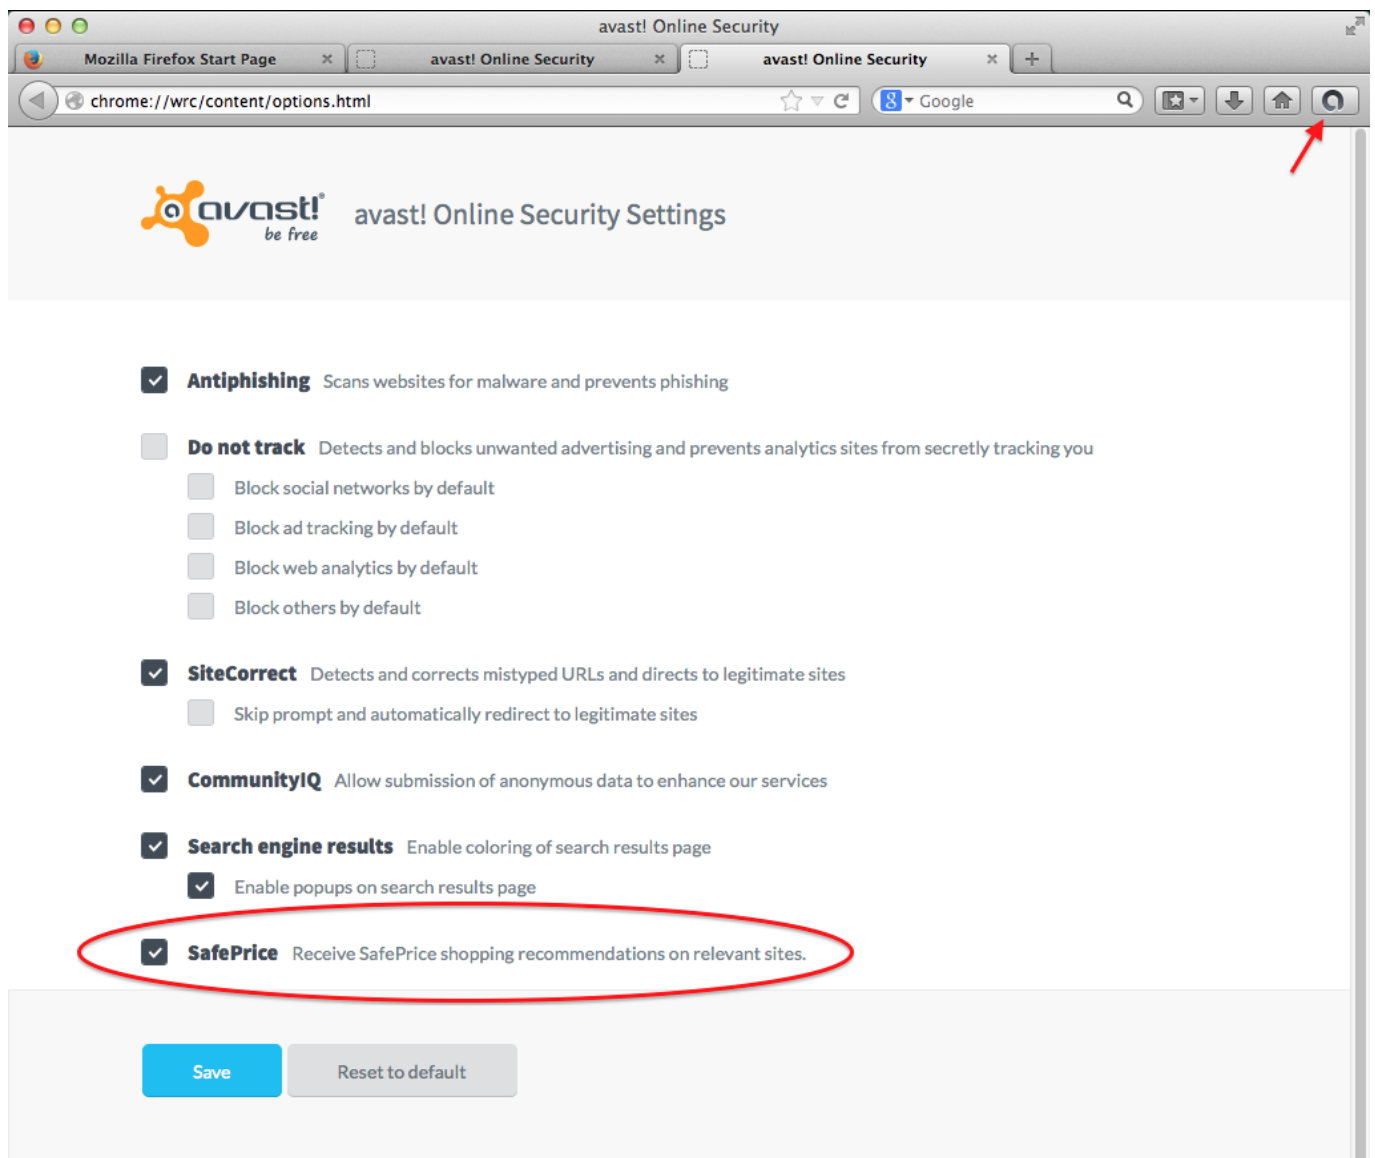 avast! Online Security
Mozilla Firefox Start Page
avast! Online Security
avast! Online Security
chrome://wrc/content/options.html
8 Google
avast!®
be free
avast! Online Security Settings
Antiphishing Scans websites for malware and prevents phishing
Do not track Detects and blocks unwanted advertising and prevents analytics sites from secretly tracking you
Block social networks by default
Block ad tracking by default
Block web analytics by default
Block others by default
SiteCorrect Detects and corrects mistyped URLs and directs to legitimate sites
Skip prompt and automatically redirect to legitimate sites
CommunityIQ Allow submission of anonymous data to enhance our services
Search engine results Enable coloring of search results page
Enable popups on search results page
SafePrice Receive SafePrice shopping recommendations on relevant sites.
Save
Reset to default